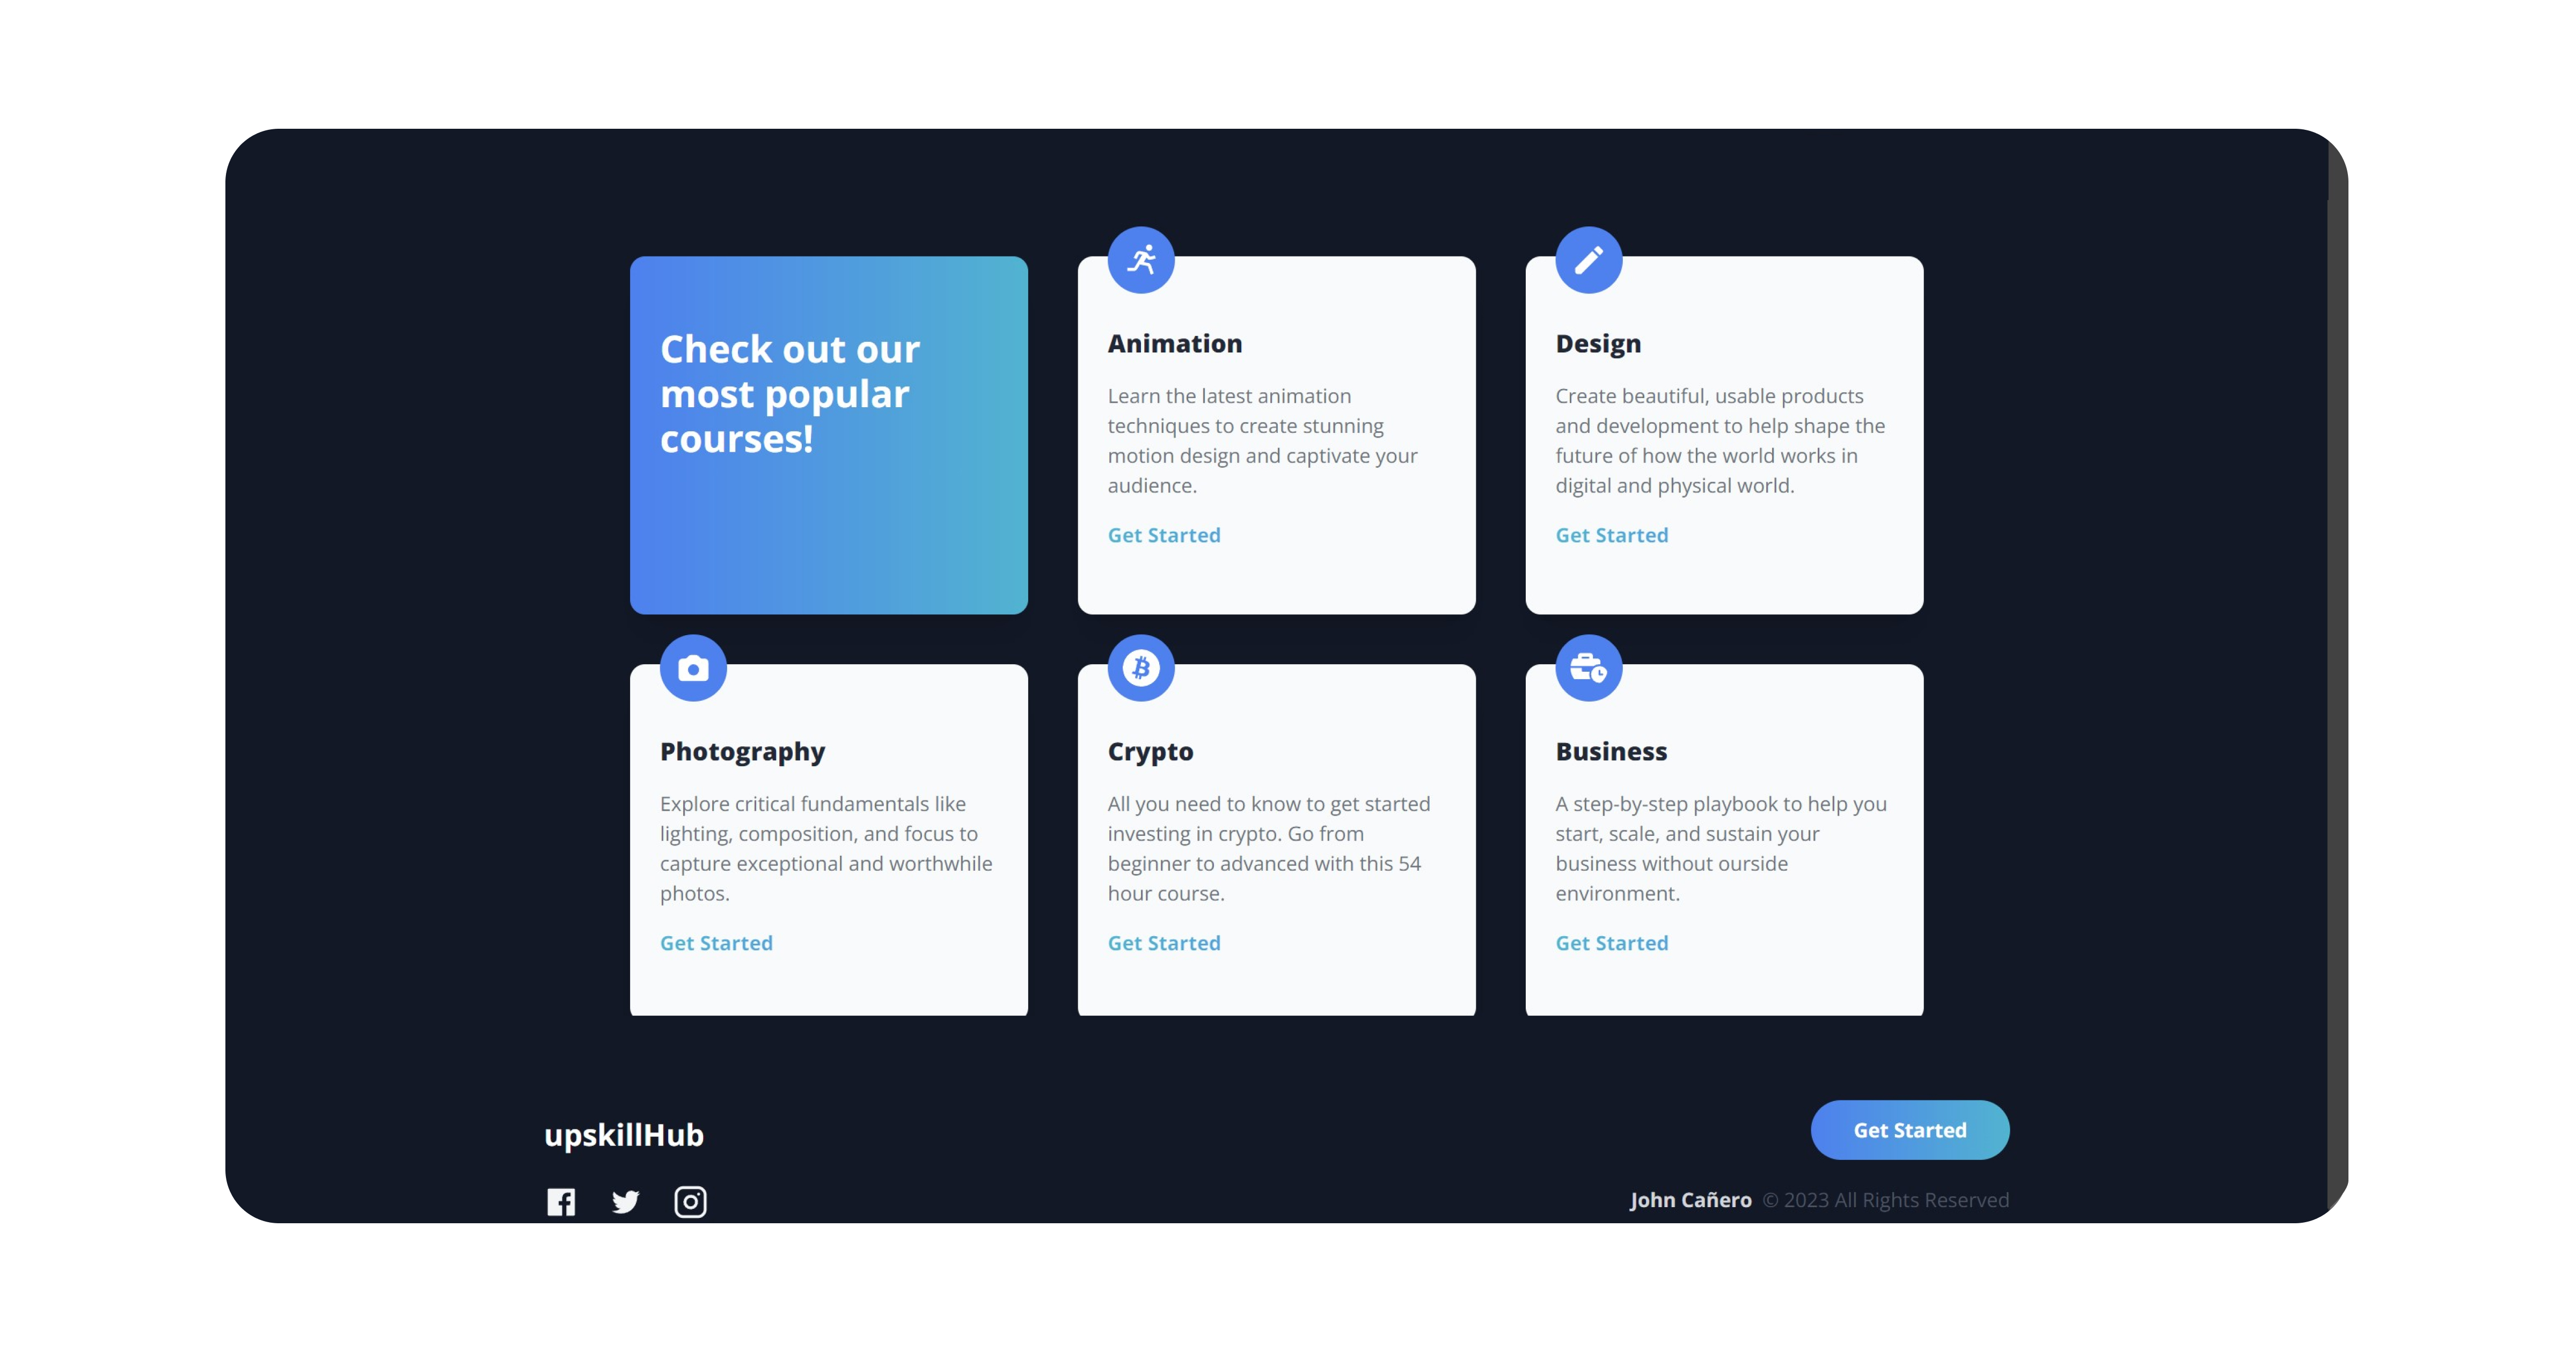 Check out our
most popular
courses!
Animation
Learn the latest animation
techniques to create stunning
motion design and captivate your
audience.
Get Started
Design
Create beautiful, usable products
and development to help shape the
future of how the world works in
digital and physical world.
Get Started
Photography
Explore critical fundamentals like
lighting, composition, and focus to
capture exceptional and worthwhile
photos.
Get Started
Crypto
All you need to know to get started
investing in crypto. Go from
beginner to advanced with this 54
hour course.
Get Started
Business
A step-by-step playbook to help you
start, scale, and sustain your
business without ourside
environment.
Get Started
upskillHub
Get Started
John Cañero © 2023 All Rights Reserved